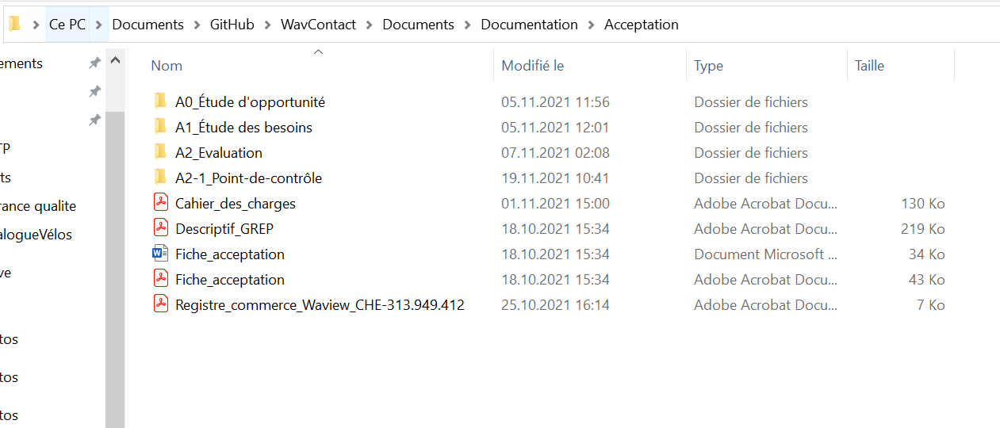 Ce PC Documents GitHub WavContact Documents Documentation Acceptation
Nom Modifié le Type Taille
A0_Étude d'opportunité 05.11.2021 11:56 Dossier de fichiers
A1_Étude des besoins 05.11.2021 12:01 Dossier de fichiers
A2_Evaluation 07.11.2021 02:08 Dossier de fichiers
A2-1_Point-de-contrôle 19.11.2021 10:41 Dossier de fichiers
Cahier_des_charges 01.11.2021 15:00 Adobe Acrobat Docu... 130 Ko
Descriptif_GREP 18.10.2021 15:34 Adobe Acrobat Docu... 219 Ko
Fiche_acceptation 18.10.2021 15:34 Document Microsoft ... 34 Ko
Fiche_acceptation 18.10.2021 15:34 Adobe Acrobat Docu... 43 Ko
Registre_commerce_Waview_CHE-313.949.412 25.10.2021 16:14 Adobe Acrobat Docu... 7 Ko
ements
TP
ts
rance qualite
alogueVélos
ve
tos
tos
tos